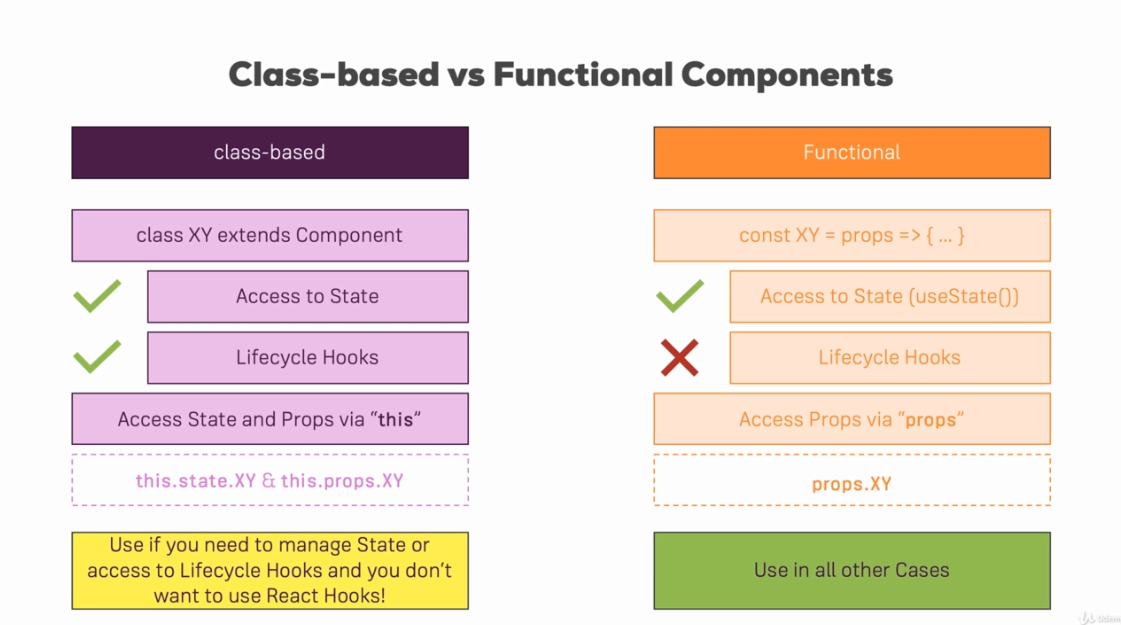 Class-based vs Functional Components
class-based
Functional
class XY extends Component
const XY = props => { … }
Access to State
Access to State (useState())
Lifecycle Hooks
Lifecycle Hooks
Access State and Props via “this”
Access Props via “props”
this.state.XY & this.props.XY
props.XY
Use if you need to manage State or
access to Lifecycle Hooks and you don’t
want to use React Hooks!
Use in all other Cases